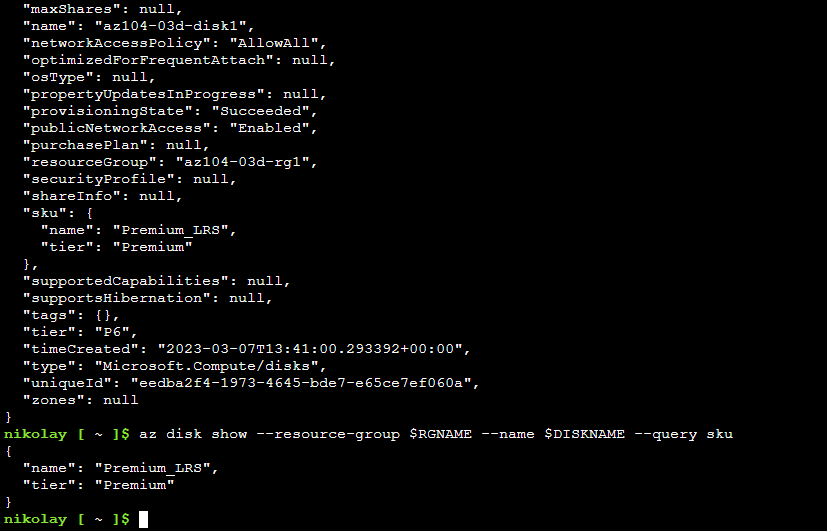 "maxShares": null,
"name": "az104-03d-disk1",
"networkAccessPolicy": "AllowAll",
"optimizedForFrequentAttach": null,
"osType": null,
"propertyUpdatesInProgress": null,
"provisioningState": "Succeeded",
"publicNetworkAccess": "Enabled",
"purchasePlan": null,
"resourceGroup": "az104-03d-rg1",
"securityProfile": null,
"shareInfo": null,
"sku": {
"name": "Premium_LRS",
"tier": "Premium"
},
"supportedCapabilities": null,
"supportsHibernation": null,
"tags": {},
"tier": "P6",
"timeCreated": "2023-03-07T13:41:00.293392+00:00",
"type": "Microsoft.Compute/disks",
"uniqueId": "eedba2f4-1973-4645-bde7-e65ce7ef060a",
"zones": null
}
nikolay [ ~ ]$ az disk show --resource-group $RGNAME --name $DISKNAME --query sku
{
"name": "Premium_LRS",
"tier": "Premium"
}
nikolay [ ~ ]$